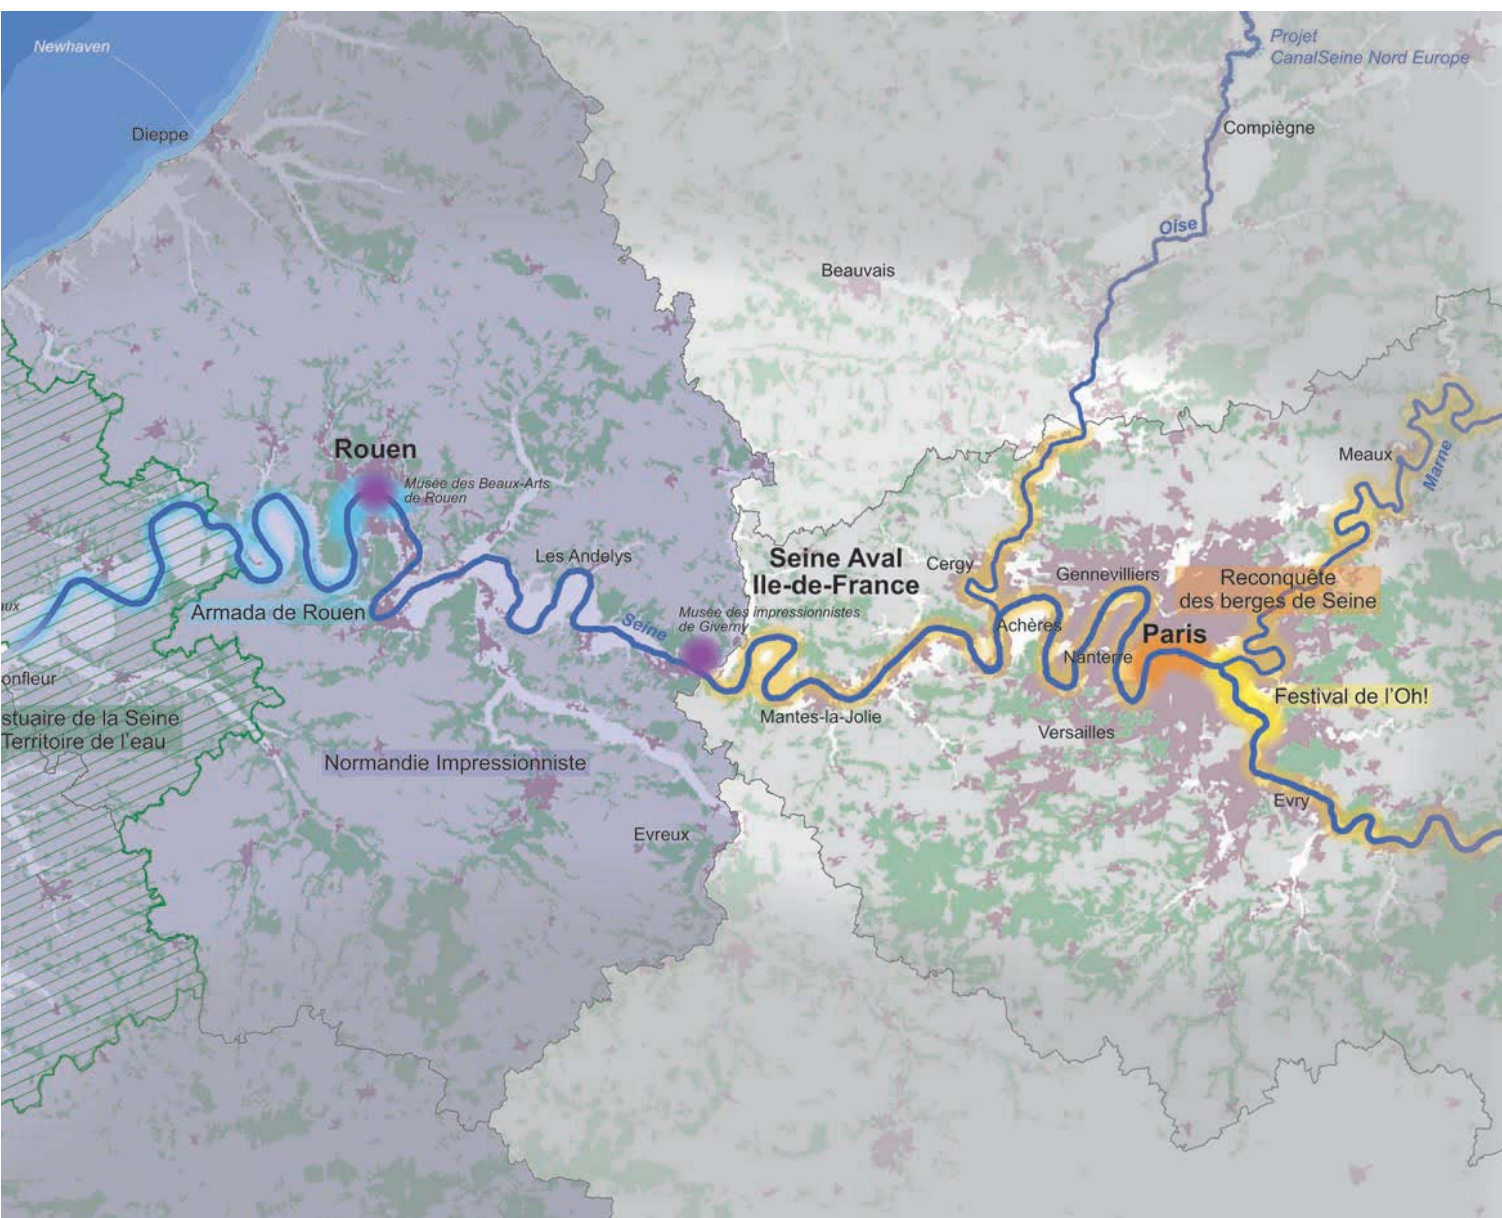 Newhaven
Projet
CanalSeine Nord Europe
Dieppe
Compiègne
Oise
Beauvais
Rouen
Musée des Beaux-Arts
de Rouen
Meaux
Marne
Les Andelys
Seine Aval
Ile-de-France
Cergy
Gennevilliers
Reconquête
des berges de Seine
aux
Armada de Rouen
Seine
Musée des impressionnistes
de Giverny
Achères
Paris
Nanterre
onfleur
Festival de l'Oh!
stuaire de la Seine
Territoire de l'eau
Mantes-la-Jolie
Versailles
Normandie Impressionniste
Evry
Evreux